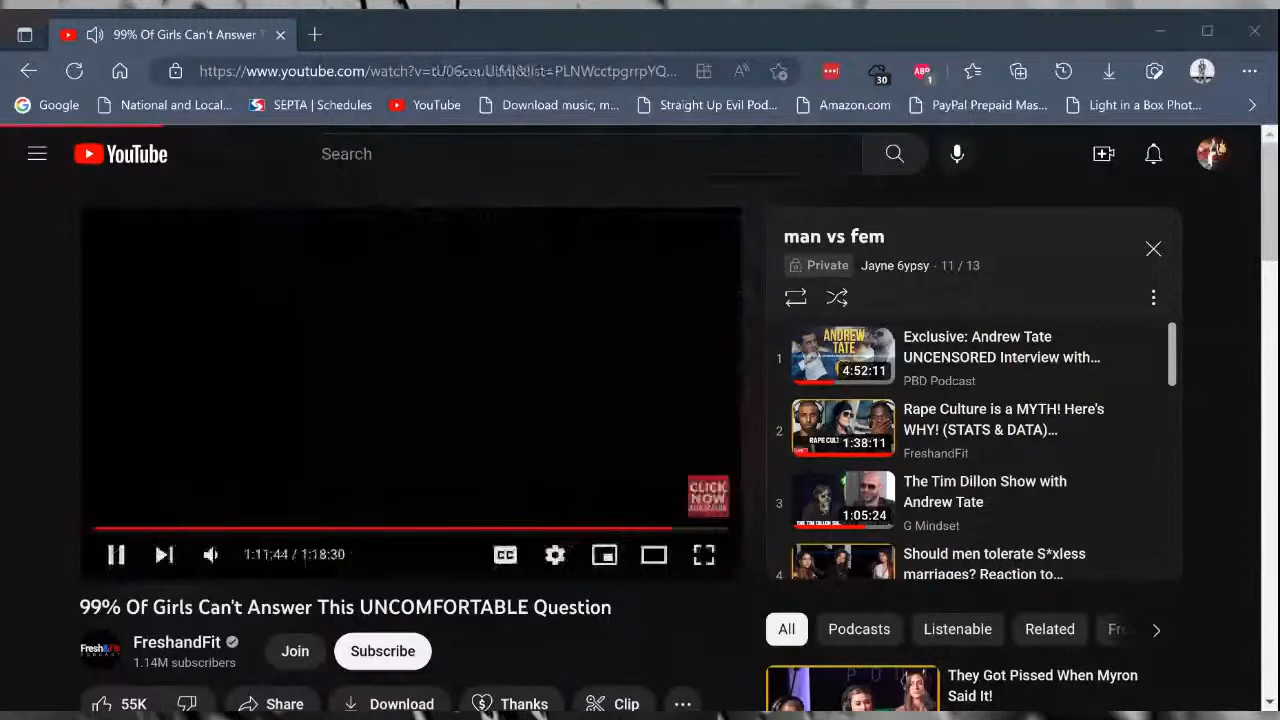 99% Of Girls Can't Answer T
https://www.youtube.com/watch?v=
30
ABP
1
Google
National and Local...
SEPTA | Schedules
YouTube
Download music, m...
Straight Up Evil Pod...
Amazon.com
PayPal Prepaid Mas...
Light in a Box Phot...
YouTube
Search
man vs fem
Private
Jayne 6ypsy - 11 / 13
1
ANDREW
TATE
4:52:11
Exclusive: Andrew Tate
UNCENSORED Interview with...
PBD Podcast
2
1:38:11
Rape Culture is a MYTH! Here's
WHY! (STATS & DATA)...
FreshandFit
3
1:05:24
The Tim Dillon Show with
Andrew Tate
G Mindset
4
Should men tolerate S*xless
marriages? Reaction to...
CLICK
NOW
1:11:44 / 1:18:30
CC
99% Of Girls Can't Answer This UNCOMFORTABLE Question
FreshandFit
1.14M subscribers
Join
Subscribe
55K
Share
Download
Thanks
Clip
All
Podcasts
Listenable
Related
They Got Pissed When Myron
Said It!